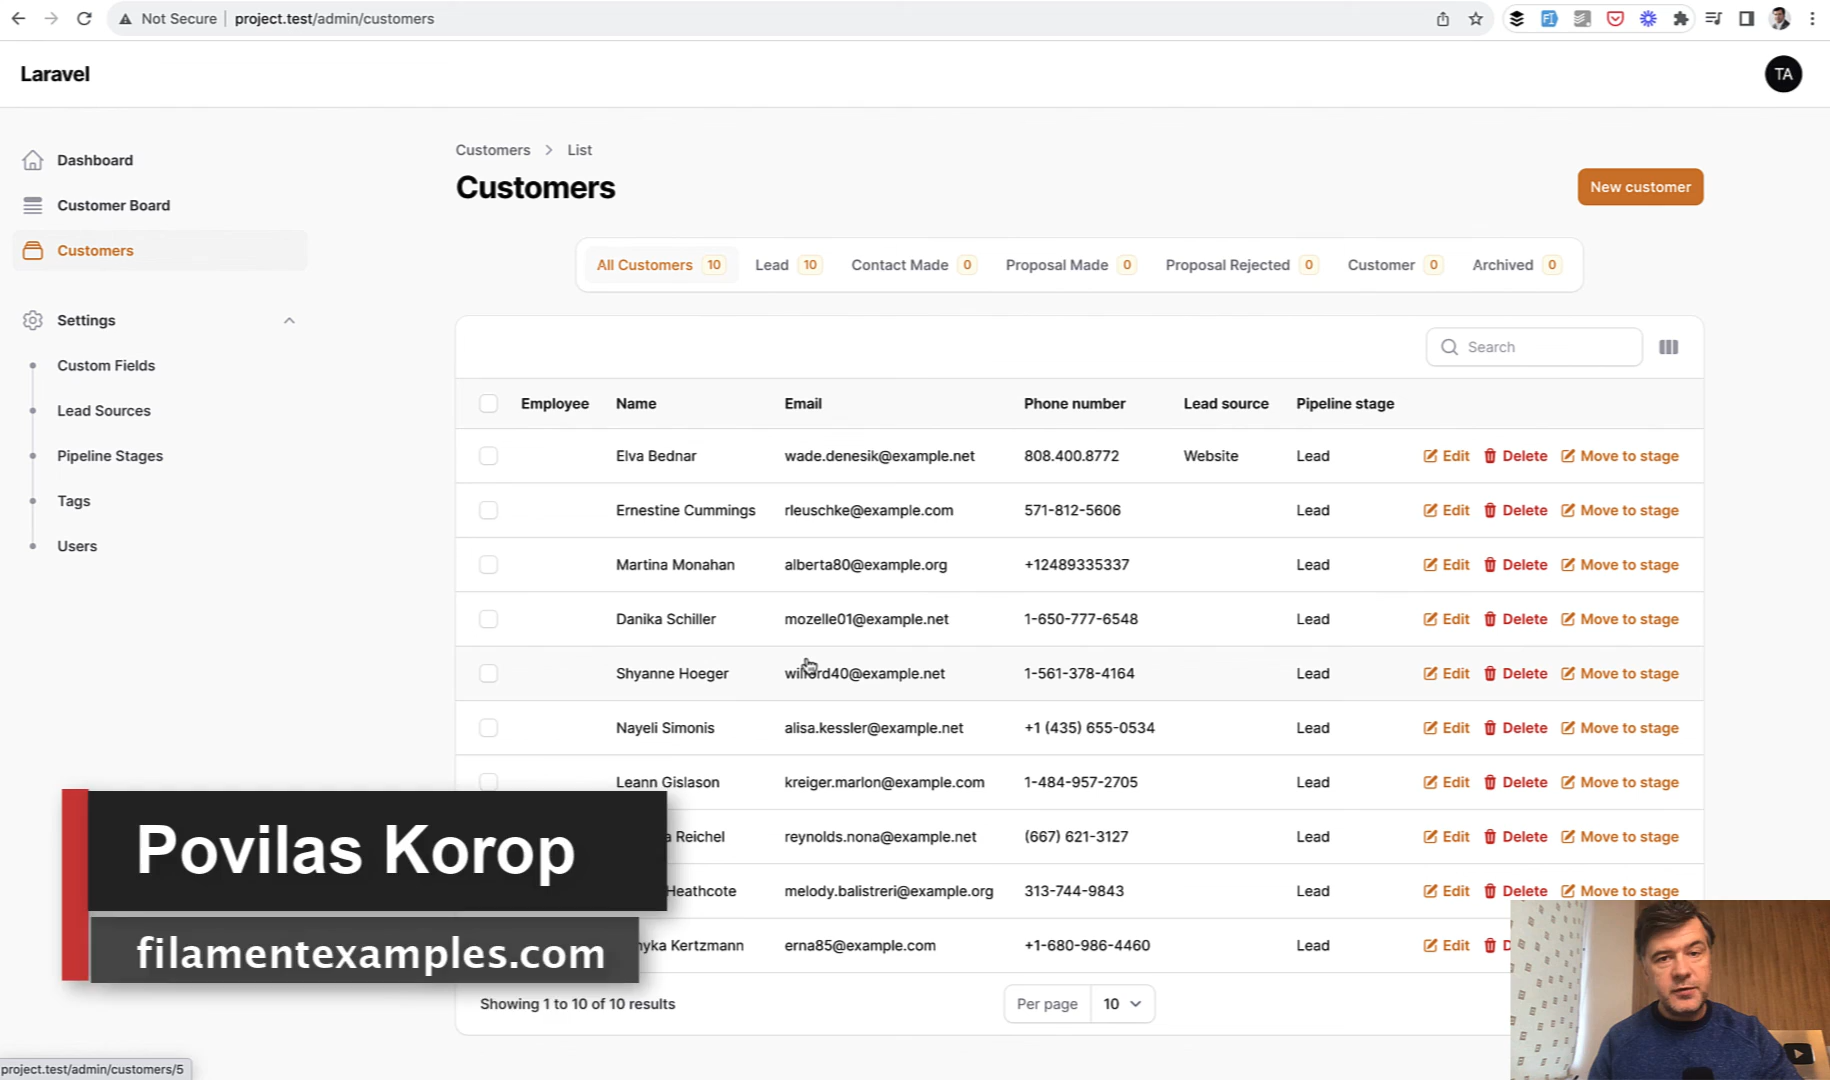 Not Secure project.test/admin/customers
Laravel
TA
Dashboard
Customer Board
Customers
Settings
Custom Fields
Lead Sources
Pipeline Stages
Tags
Users
Customers List
Customers
New customer
All Customers 10 Lead 10 Contact Made 0 Proposal Made 0 Proposal Rejected 0 Customer 0 Archived 0
Search
Employee Name Email Phone number Lead source Pipeline stage
Elva Bednar wade.denesik@example.net 808.400.8772 Website Lead Edit Delete Move to stage
Ernestine Cummings rleuschke@example.com 571-812-5606 Lead Edit Delete Move to stage
Martina Monahan alberta80@example.org +12489335337 Lead Edit Delete Move to stage
Danika Schiller mozelle01@example.net 1-650-777-6548 Lead Edit Delete Move to stage
Shyanne Hoeger 1-561-378-4164 Lead Edit Delete Move to stage
Nayeli Simonis alisa.kessler@example.net +1 (435) 655-0534 Lead Edit Delete Move to stage
Leann Gislason kreiger.marlon@example.com 1-484-957-2705 Lead Edit Delete Move to stage
Reichel reynolds.nona@example.net (667) 621-3127 Lead Edit Delete Move to stage
Heathcote melody.balistreri@example.org 313-744-9843 Lead Edit Delete Move to stage
Kertzmann erna85@example.com +1-680-986-4460 Lead Edit
Showing 1 to 10 of 10 results
Per page 10
Povilas Korop
filamentexamples.com
project.test/admin/customers/5